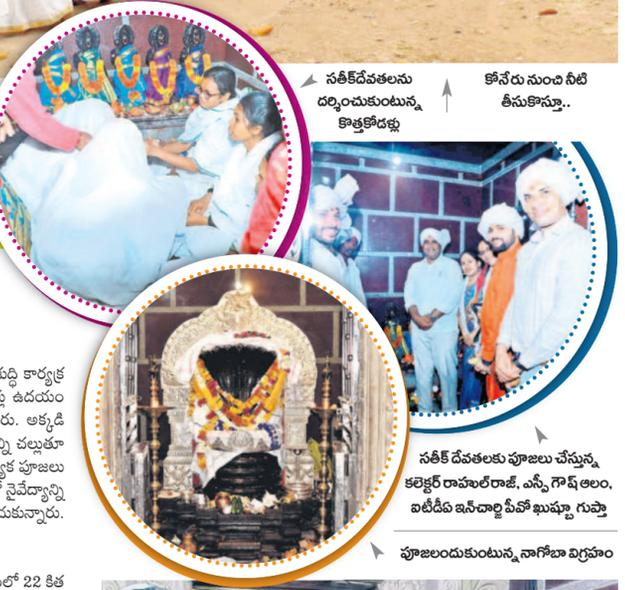 సతీక్‌దేవతలను
దర్శించుకుంటున్న
కొత్తకోడళ్లు
కోనేరు నుంచి నీటి
తీసుకొస్తూ..
సతీక్ దేవతలకు పూజలు చేస్తున్న
కలెక్టర్ రాహుల్‌రాజ్, ఎస్పీ గౌష్ ఆలం,
ఐటీడీఏ ఇన్‌చార్జి పీవో ఖుష్బూ గుప్తా
పూజలందుకుంటున్న నాగోబా విగ్రహం
ద్ధి కార్యక్ర
ఉదయం
రు. అక్కడి
న్ని చల్లుతూ
క పూజలు
నైవేద్యాన్ని
దుకున్నారు.
లో 22 కిత